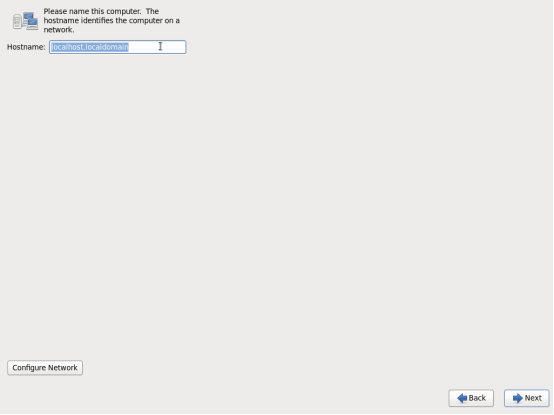 Please name this computer.  The
hostname identifies the computer on a
network.
Hostname: localhost.localdomain
Configure Network
Back Next